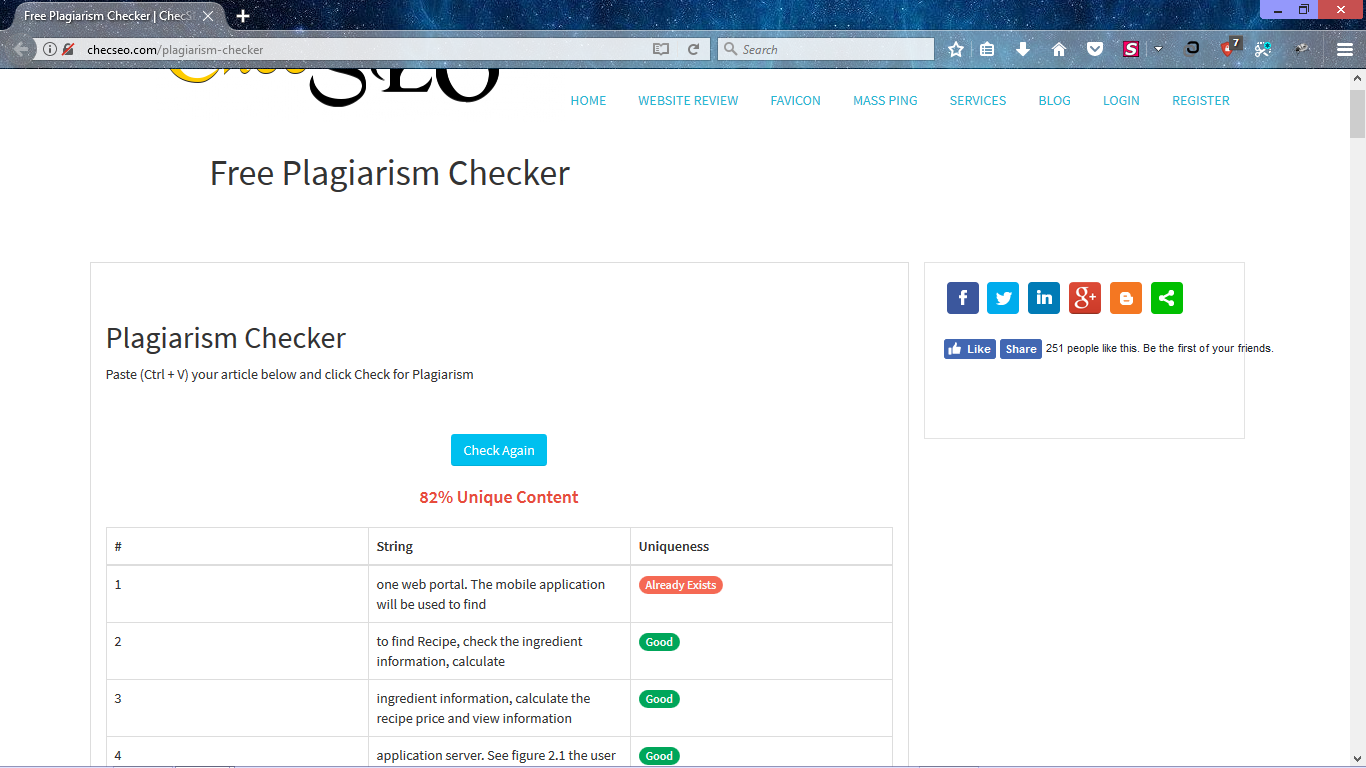 Free Plagiarism Checker | ChecS
checseo.com/plagiarism-checker
Search
S
7
SEO
HOME WEBSITE REVIEW FAVICON MASS PING SERVICES BLOG LOGIN REGISTER
Free Plagiarism Checker
Plagiarism Checker
Paste (Ctrl + V) your article below and click Check for Plagiarism
Like Share 251 people like this. Be the first of your friends.
Check Again
82% Unique Content
# String Uniqueness
1 one web portal. The mobile application Already Exists
will be used to find
2 to find Recipe, check the ingredient Good
information, calculate
3 ingredient information, calculate the Good
recipe price and view information
4 application server. See figure 2.1 the user Good